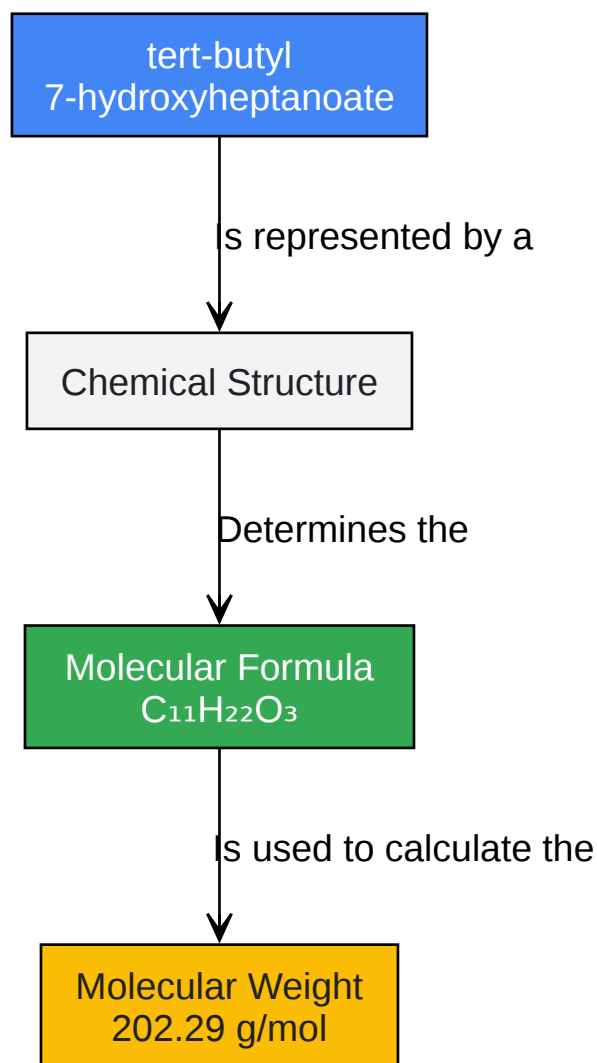 tert-butyl
7-hydroxyheptanoate
Is represented by a
Chemical Structure
Determines the
Molecular Formula
C₁₁H₂₂O₃
Is used to calculate the
Molecular Weight
202.29 g/mol